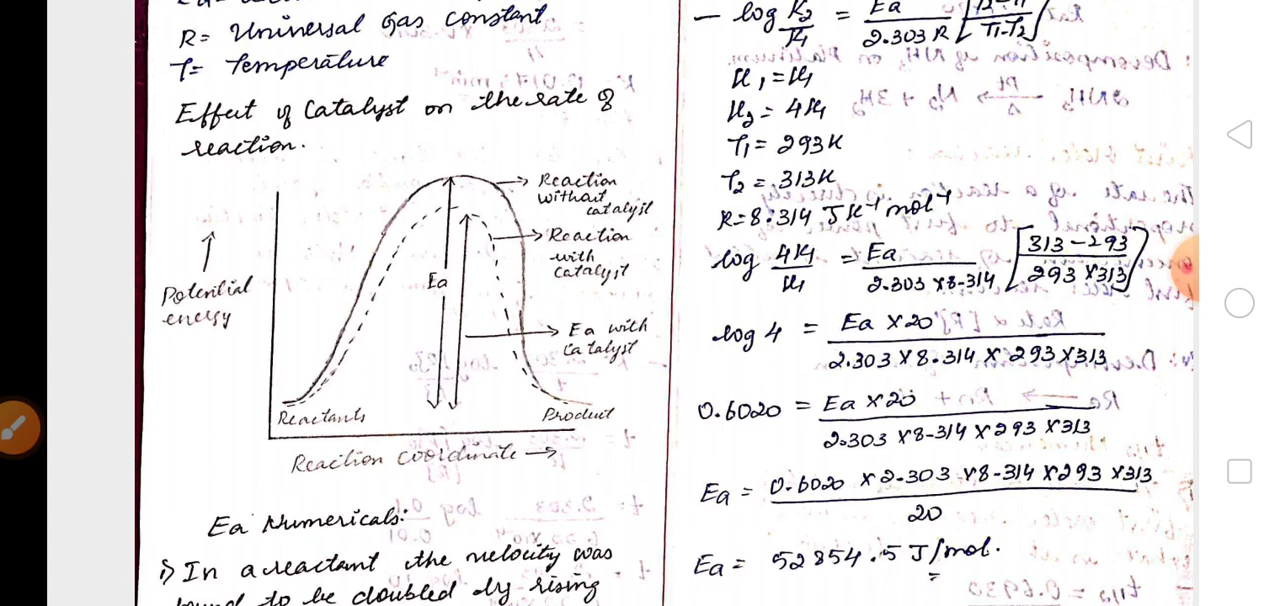 R = Uninersal gas constant
T = Temperature
Effect of Catalyst on the rate of
reaction.
Reaction
without
catalyst
Reaction
with
catalyst
Ea
Potential
energy
Ea with
Catalyst
Reactants
Product
Reaction coordinate →
Ea Numericals:
i) In a reactant the velocity was
found to be doubled by rising
- log K2/K1 = Ea/2.303 R [T2-T1/T1-T2]
K1 = K1
K2 = 4K1
T1 = 293K
T2 = 313K
R = 8.314 JK-1 mol-1
log 4K1/K1 = Ea/2.303 x 8.314 [313-293/293 x 313]
log 4 = Ea x 20/2.303 x 8.314 x 293 x 313
0.6020 = Ea x 20/2.303 x 8.314 x 293 x 313
Ea = 0.6020 x 2.303 x 8.314 x 293 x 313/20
Ea = 52854.5 J/mol.